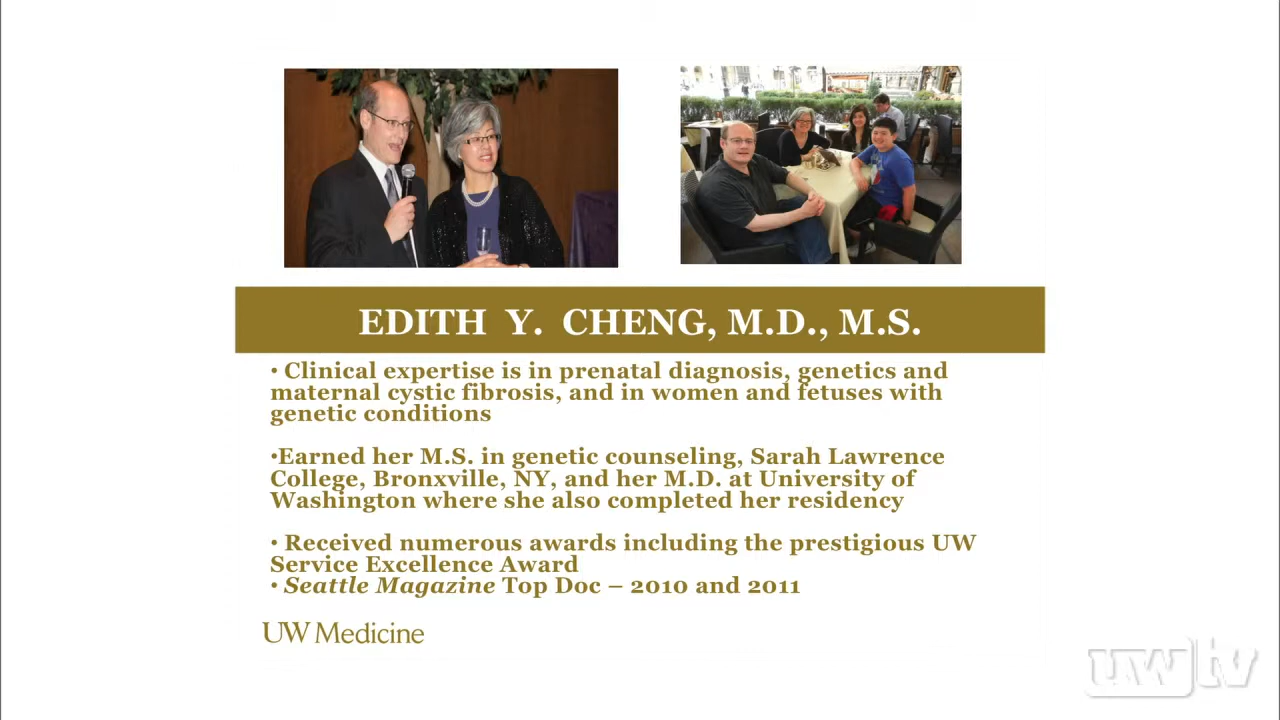 EDITH Y. CHENG, M.D., M.S.
• Clinical expertise is in prenatal diagnosis, genetics and
maternal cystic fibrosis, and in women and fetuses with
genetic conditions
•Earned her M.S. in genetic counseling, Sarah Lawrence
College, Bronxville, NY, and her M.D. at University of
Washington where she also completed her residency
• Received numerous awards including the prestigious UW
Service Excellence Award
• Seattle Magazine Top Doc – 2010 and 2011
UW Medicine
uwtv